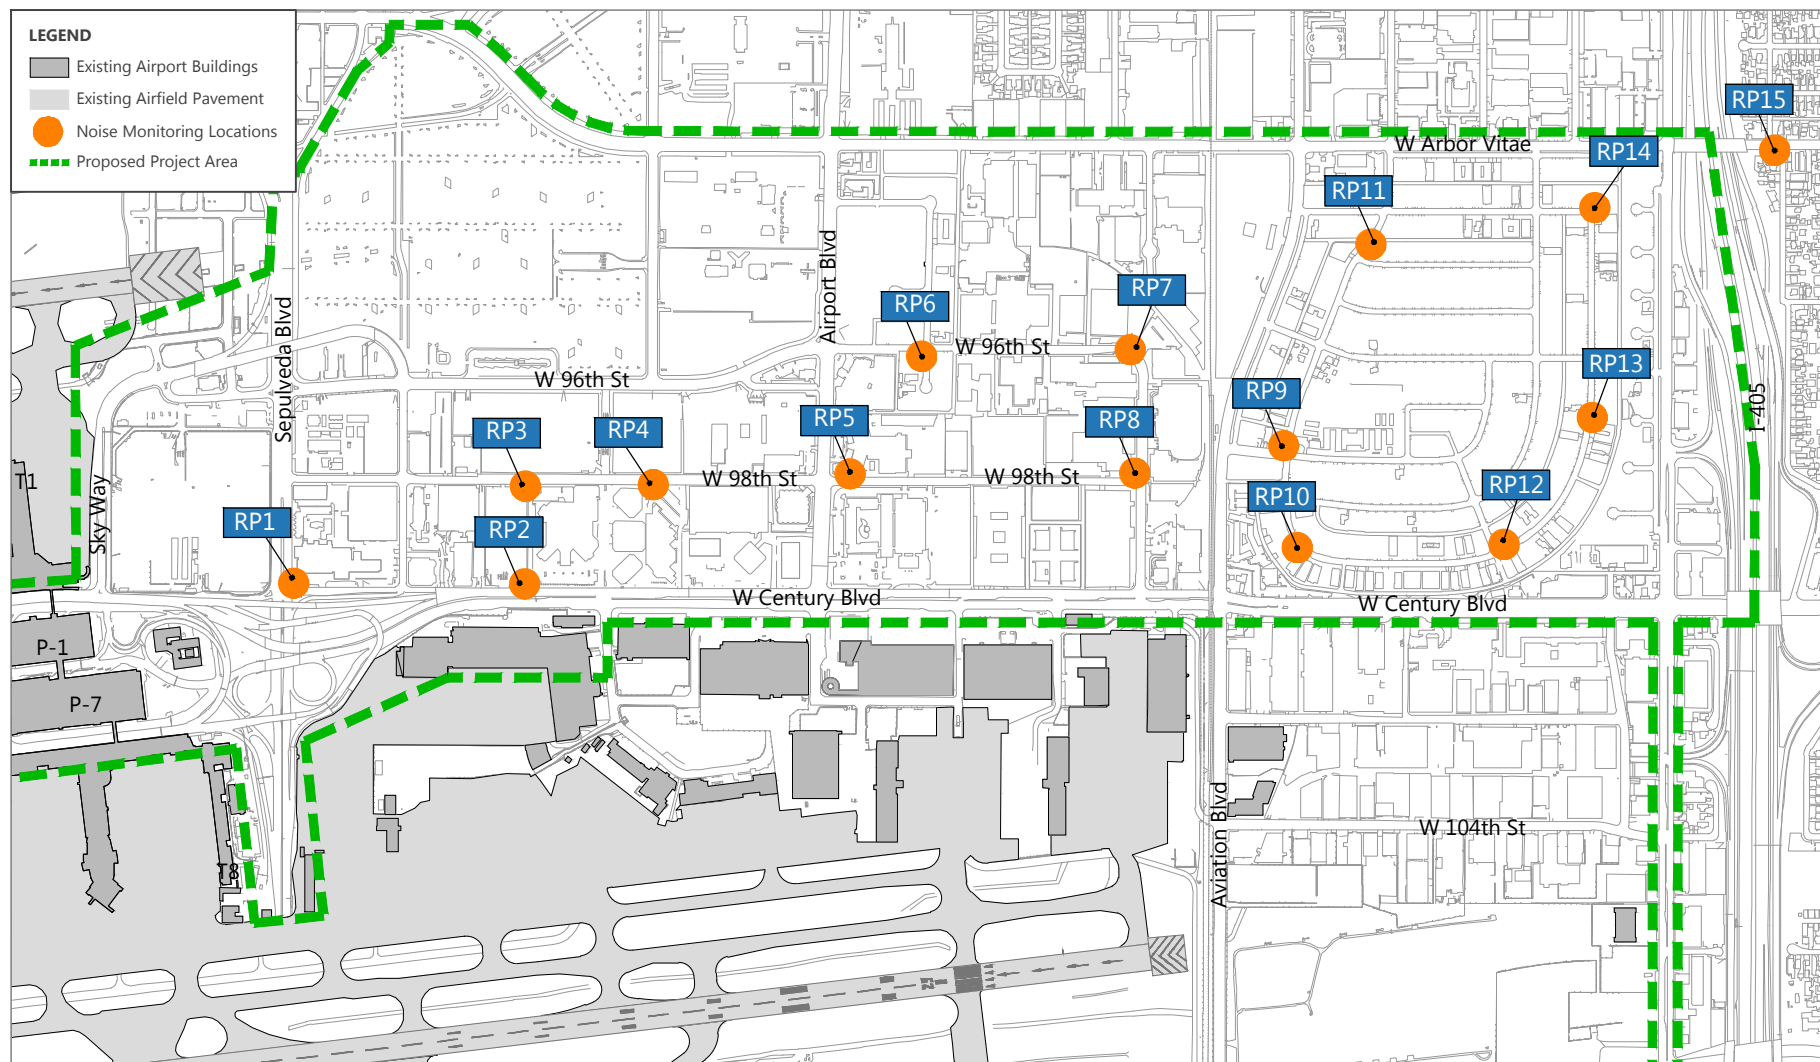 LEGEND
Existing Airport Buildings
Existing Airfield Pavement
Noise Monitoring Locations
Proposed Project Area
RP15
W Arbor Vitae
RP14
RP11
Airport Blvd
RP7
RP6
Sepulveda Blvd
W 96th St
W 96th St
RP13
RP9
I-405
RP3
RP4
RP5
RP8
T1
W 98th St
W 98th St
RP12
RP10
Sky Way
RP1
RP2
W Century Blvd
W Century Blvd
P-1
P-7
Aviation Blvd
W 104th St
T8